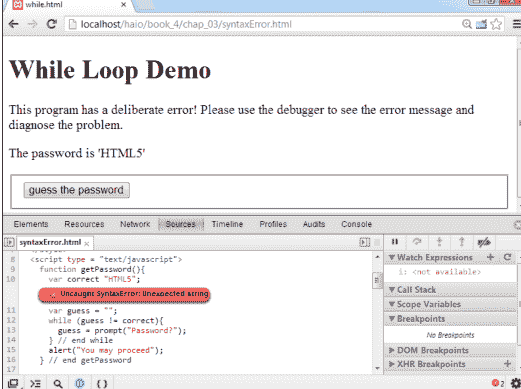 while.html
localhost/haio/book_4/chap_03/syntaxError.html
While Loop Demo
This program has a deliberate error! Please use the debugger to see the error message and
diagnose the problem.
The password is 'HTML5'
guess the password
Elements Resources Network Sources Timeline Profiles Audits Console
syntaxError.html
8
9 <script type = "text/javascript">
9 function getPassword(){
10 var correct "HTML5";
Uncaught SyntaxError: Unexpected string
11 var guess = "";
12 while (guess != correct){
13 guess = prompt("Password?");
14 } // end while
15 alert("You may proceed");
16 } // end getPassword
17
Watch Expressions
i: <not available>
Call Stack
Scope Variables
Breakpoints
No Breakpoints
DOM Breakpoints
XHR Breakpoints
2